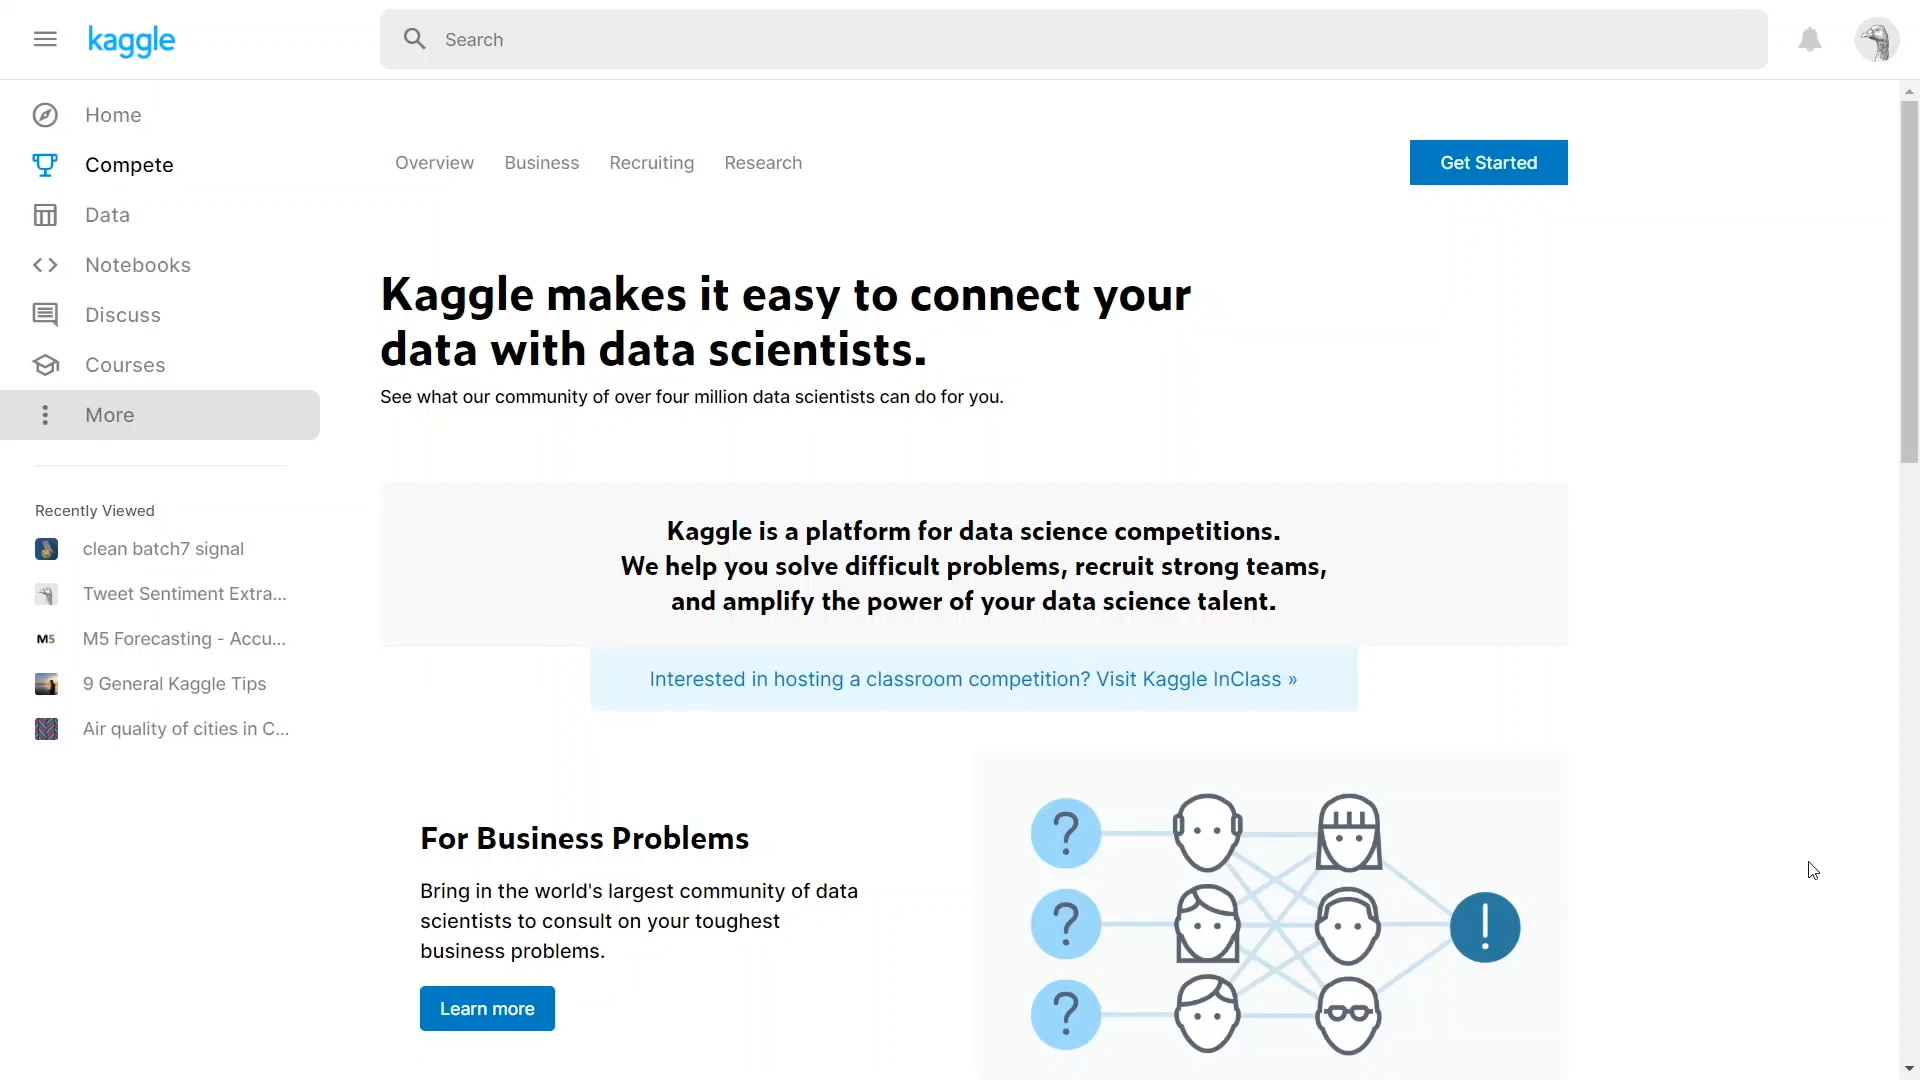 kaggle
Search
Home
Compete
Data
Notebooks
Discuss
Courses
More
Recently Viewed
clean batch7 signal
Tweet Sentiment Extra...
M5
M5 Forecasting - Accu...
9 General Kaggle Tips
Air quality of cities in C...
Overview Business Recruiting Research
Get Started
Kaggle makes it easy to connect your
data with data scientists.
See what our community of over four million data scientists can do for you.
Kaggle is a platform for data science competitions.
We help you solve difficult problems, recruit strong teams,
and amplify the power of your data science talent.
Interested in hosting a classroom competition? Visit Kaggle InClass »
For Business Problems
Bring in the world's largest community of data
scientists to consult on your toughest
business problems.
Learn more
?
?
?
!